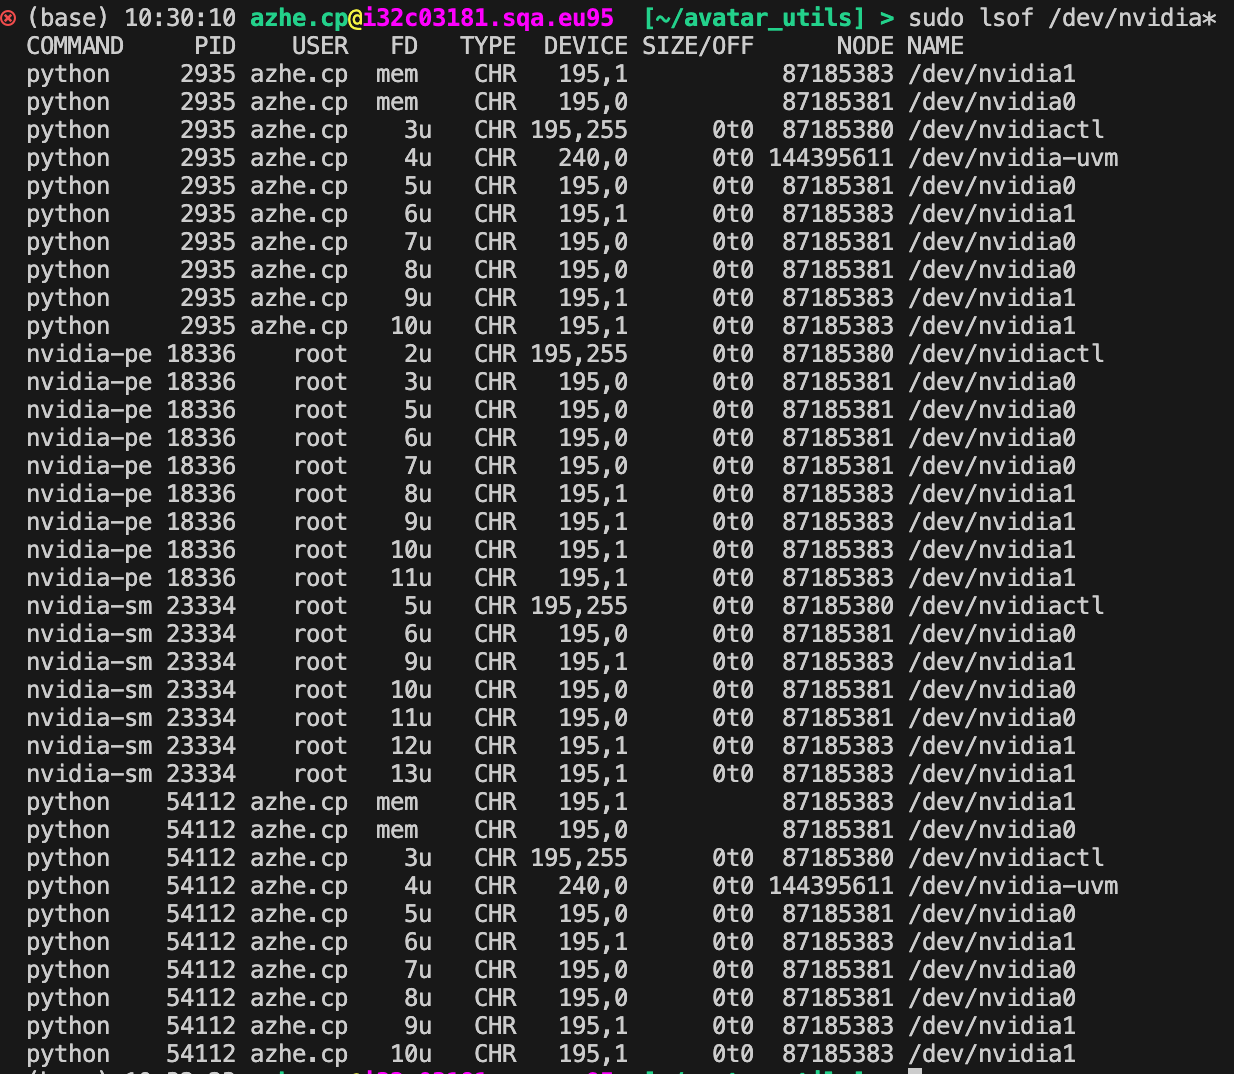 (base) 10:30:10 azhe.cp@i32c03181.sqa.eu95 [~/avatar_utils] > sudo lsof /dev/nvidia*
COMMAND PID USER FD TYPE DEVICE SIZE/OFF NODE NAME
python 2935 azhe.cp mem CHR 195,1 87185383 /dev/nvidia1
python 2935 azhe.cp mem CHR 195,0 87185381 /dev/nvidia0
python 2935 azhe.cp 3u CHR 195,255 0t0 87185380 /dev/nvidiactl
python 2935 azhe.cp 4u CHR 240,0 0t0 144395611 /dev/nvidia-uvm
python 2935 azhe.cp 5u CHR 195,0 0t0 87185381 /dev/nvidia0
python 2935 azhe.cp 6u CHR 195,1 0t0 87185383 /dev/nvidia1
python 2935 azhe.cp 7u CHR 195,0 0t0 87185381 /dev/nvidia0
python 2935 azhe.cp 8u CHR 195,0 0t0 87185381 /dev/nvidia0
python 2935 azhe.cp 9u CHR 195,1 0t0 87185383 /dev/nvidia1
python 2935 azhe.cp 10u CHR 195,1 0t0 87185383 /dev/nvidia1
nvidia-pe 18336 root 2u CHR 195,255 0t0 87185380 /dev/nvidiactl
nvidia-pe 18336 root 3u CHR 195,0 0t0 87185381 /dev/nvidia0
nvidia-pe 18336 root 5u CHR 195,0 0t0 87185381 /dev/nvidia0
nvidia-pe 18336 root 6u CHR 195,0 0t0 87185381 /dev/nvidia0
nvidia-pe 18336 root 7u CHR 195,0 0t0 87185381 /dev/nvidia0
nvidia-pe 18336 root 8u CHR 195,1 0t0 87185383 /dev/nvidia1
nvidia-pe 18336 root 9u CHR 195,1 0t0 87185383 /dev/nvidia1
nvidia-pe 18336 root 10u CHR 195,1 0t0 87185383 /dev/nvidia1
nvidia-pe 18336 root 11u CHR 195,1 0t0 87185383 /dev/nvidia1
nvidia-sm 23334 root 5u CHR 195,255 0t0 87185380 /dev/nvidiactl
nvidia-sm 23334 root 6u CHR 195,0 0t0 87185381 /dev/nvidia0
nvidia-sm 23334 root 9u CHR 195,1 0t0 87185383 /dev/nvidia1
nvidia-sm 23334 root 10u CHR 195,0 0t0 87185381 /dev/nvidia0
nvidia-sm 23334 root 11u CHR 195,0 0t0 87185381 /dev/nvidia0
nvidia-sm 23334 root 12u CHR 195,1 0t0 87185383 /dev/nvidia1
nvidia-sm 23334 root 13u CHR 195,1 0t0 87185383 /dev/nvidia1
python 54112 azhe.cp mem CHR 195,1 87185383 /dev/nvidia1
python 54112 azhe.cp mem CHR 195,0 87185381 /dev/nvidia0
python 54112 azhe.cp 3u CHR 195,255 0t0 87185380 /dev/nvidiactl
python 54112 azhe.cp 4u CHR 240,0 0t0 144395611 /dev/nvidia-uvm
python 54112 azhe.cp 5u CHR 195,0 0t0 87185381 /dev/nvidia0
python 54112 azhe.cp 6u CHR 195,1 0t0 87185383 /dev/nvidia1
python 54112 azhe.cp 7u CHR 195,0 0t0 87185381 /dev/nvidia0
python 54112 azhe.cp 8u CHR 195,0 0t0 87185381 /dev/nvidia0
python 54112 azhe.cp 9u CHR 195,1 0t0 87185383 /dev/nvidia1
python 54112 azhe.cp 10u CHR 195,1 0t0 87185383 /dev/nvidia1